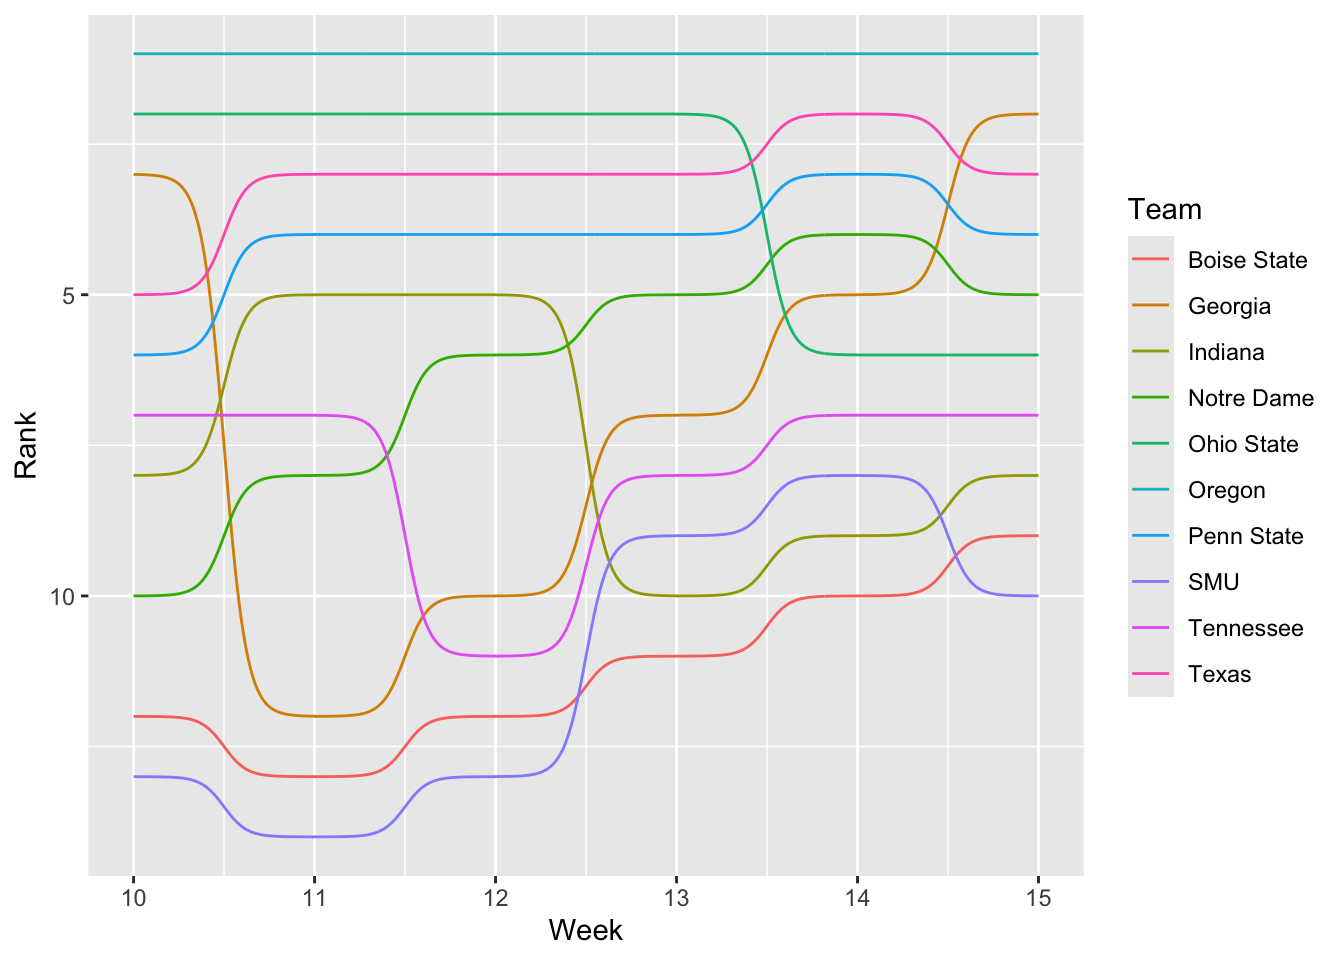 Rank
5
10
10 11 12 13 14 15
Week
Team
Boise State
Georgia
Indiana
Notre Dame
Ohio State
Oregon
Penn State
SMU
Tennessee
Texas